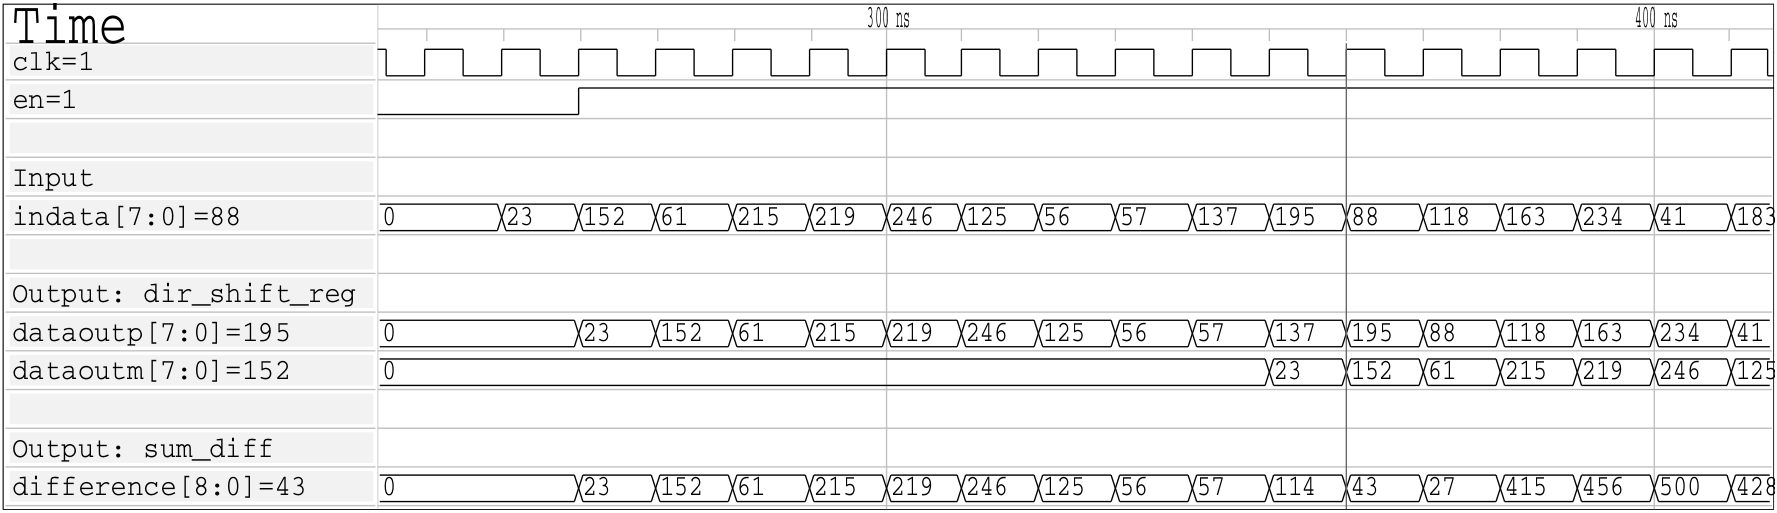 Time 300 ns 400 ns
clk=1
en=1
Input
indata[7:0]=88 0 23 152 61 215 219 246 125 56 57 137 195 88 118 163 234 41 183
Output: dir_shift_reg
dataoutp[7:0]=195 0 23 152 61 215 219 246 125 56 57 137 195 88 118 163 234 41
dataoutm[7:0]=152 0 23 152 61 215 219 246 125
Output: sum_diff
difference[8:0]=43 0 23 152 61 215 219 246 125 56 57 114 43 27 415 456 500 428